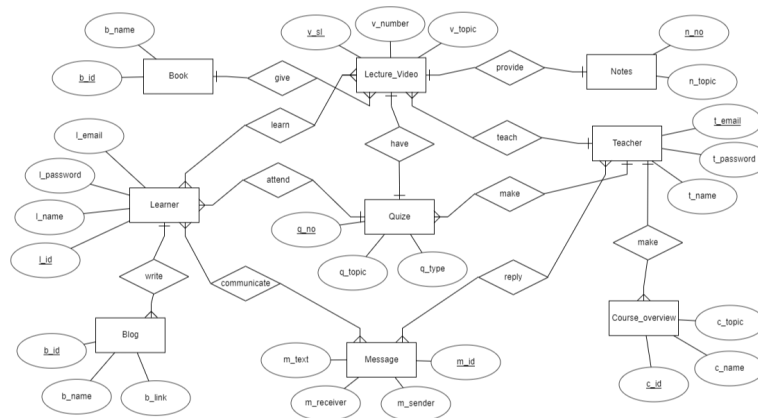 b_name
v_sl
v_number
v_topic
n_no
b_id
Book
give
Lecture_Video
provide
Notes
n_topic
l_email
learn
have
teach
Teacher
t_email
t_password
t_name
l_password
l_name
l_id
Learner
attend
q_no
Quize
make
q_topic
q_type
make
write
communicate
reply
b_id
Blog
b_name
b_link
m_text
Message
m_id
m_receiver
m_sender
Course_overview
c_topic
c_name
c_id